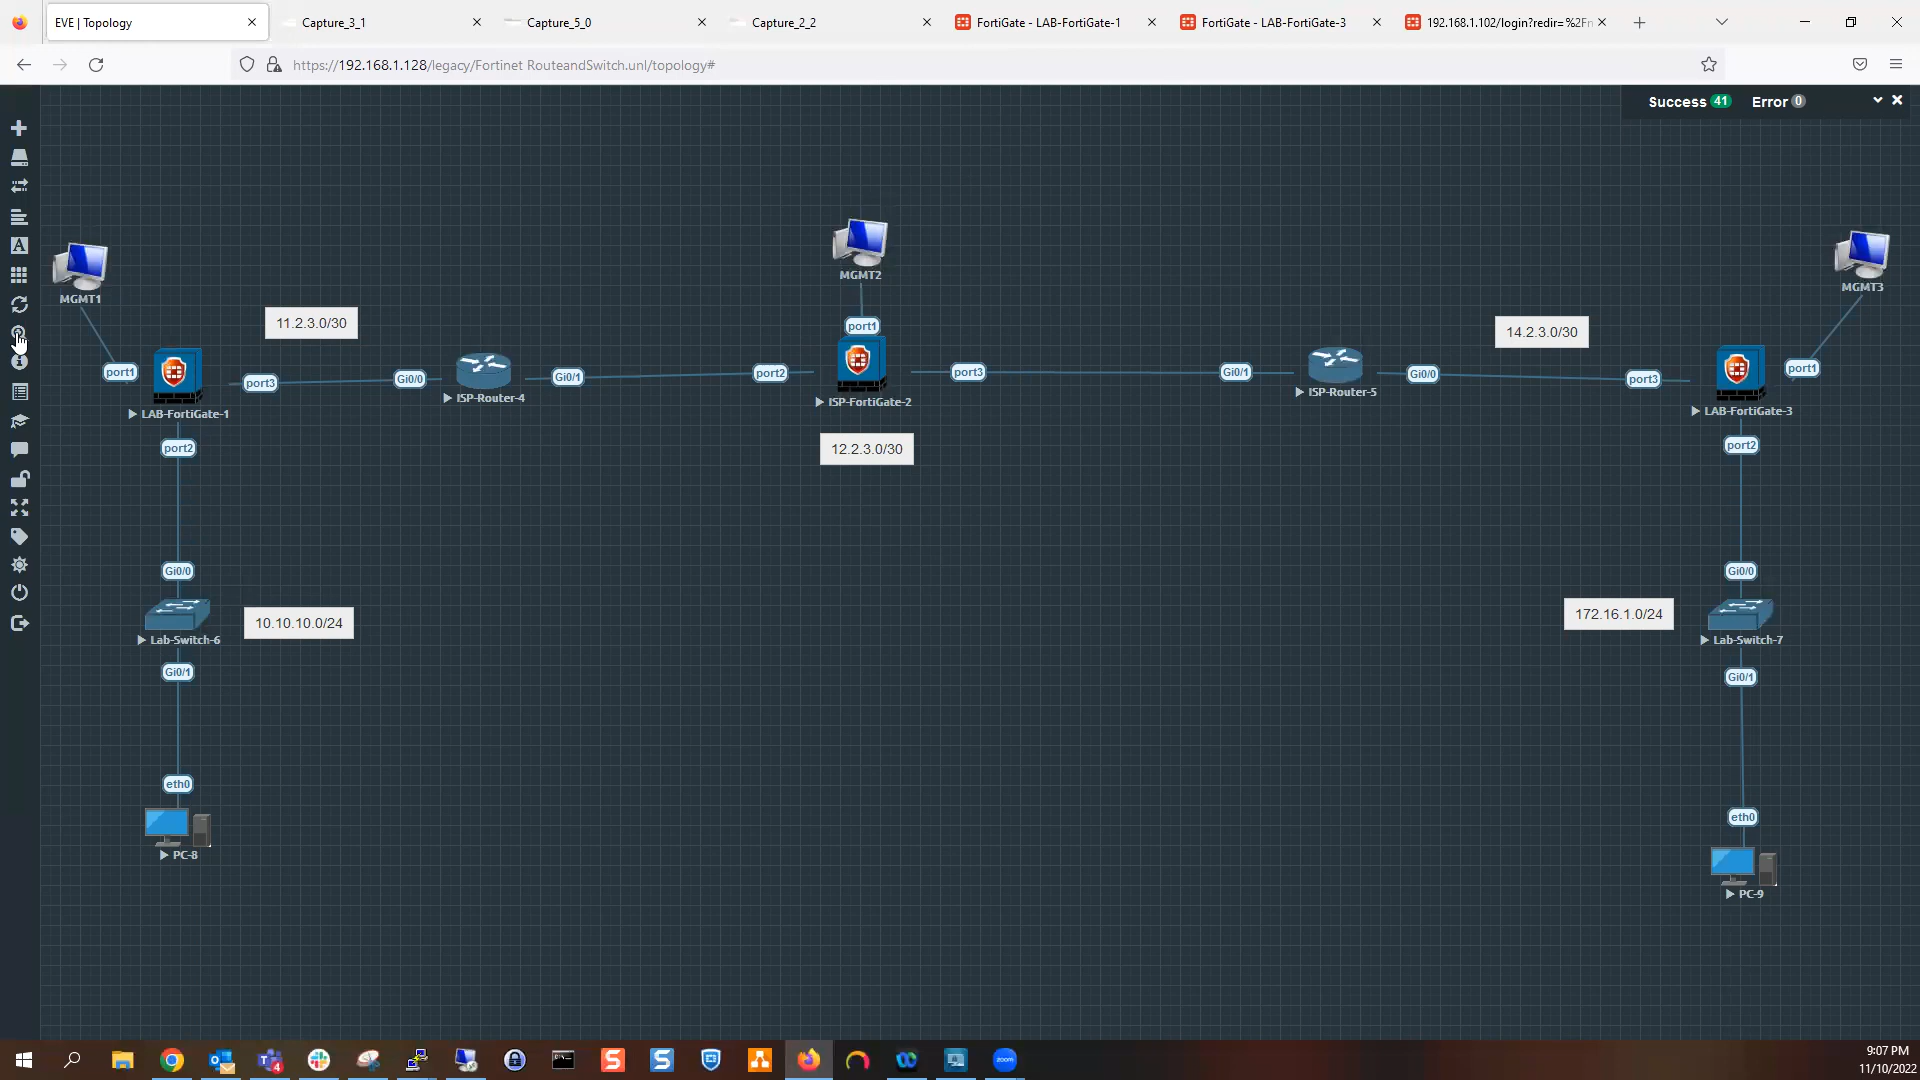 EVE | Topology
Capture_3_1
Capture_5_0
Capture_2_2
FortiGate - LAB-FortiGate-1
FortiGate - LAB-FortiGate-3
192.168.1.102/login?redir=%2Fn
https://192.168.1.128/legacy/Fortinet RouteandSwitch.unl/topology#
Success 41 Error 0
MGMT1
MGMT2
MGMT3
11.2.3.0/30
14.2.3.0/30
port1
port1
port1
port3
Gi0/0
Gi0/1
port2
port3
Gi0/1
Gi0/0
port3
LAB-FortiGate-1
ISP-Router-4
ISP-FortiGate-2
ISP-Router-5
LAB-FortiGate-3
port2
12.2.3.0/30
port2
Gi0/0
Gi0/0
10.10.10.0/24
172.16.1.0/24
Lab-Switch-6
Lab-Switch-7
Gi0/1
Gi0/1
eth0
eth0
PC-8
PC-9
A
4
zoom
9:07 PM
11/10/2022